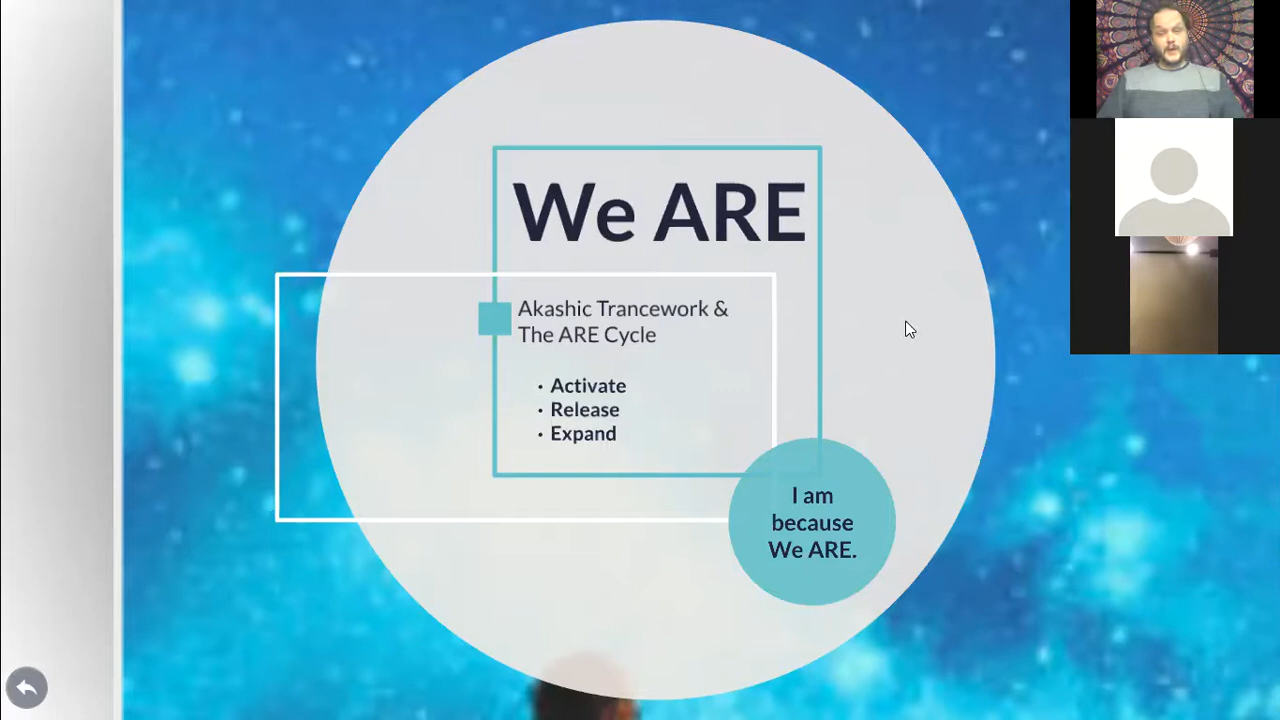 We ARE
Akashic Trancework &
The ARE Cycle
· Activate
· Release
· Expand
I am
because
We ARE.